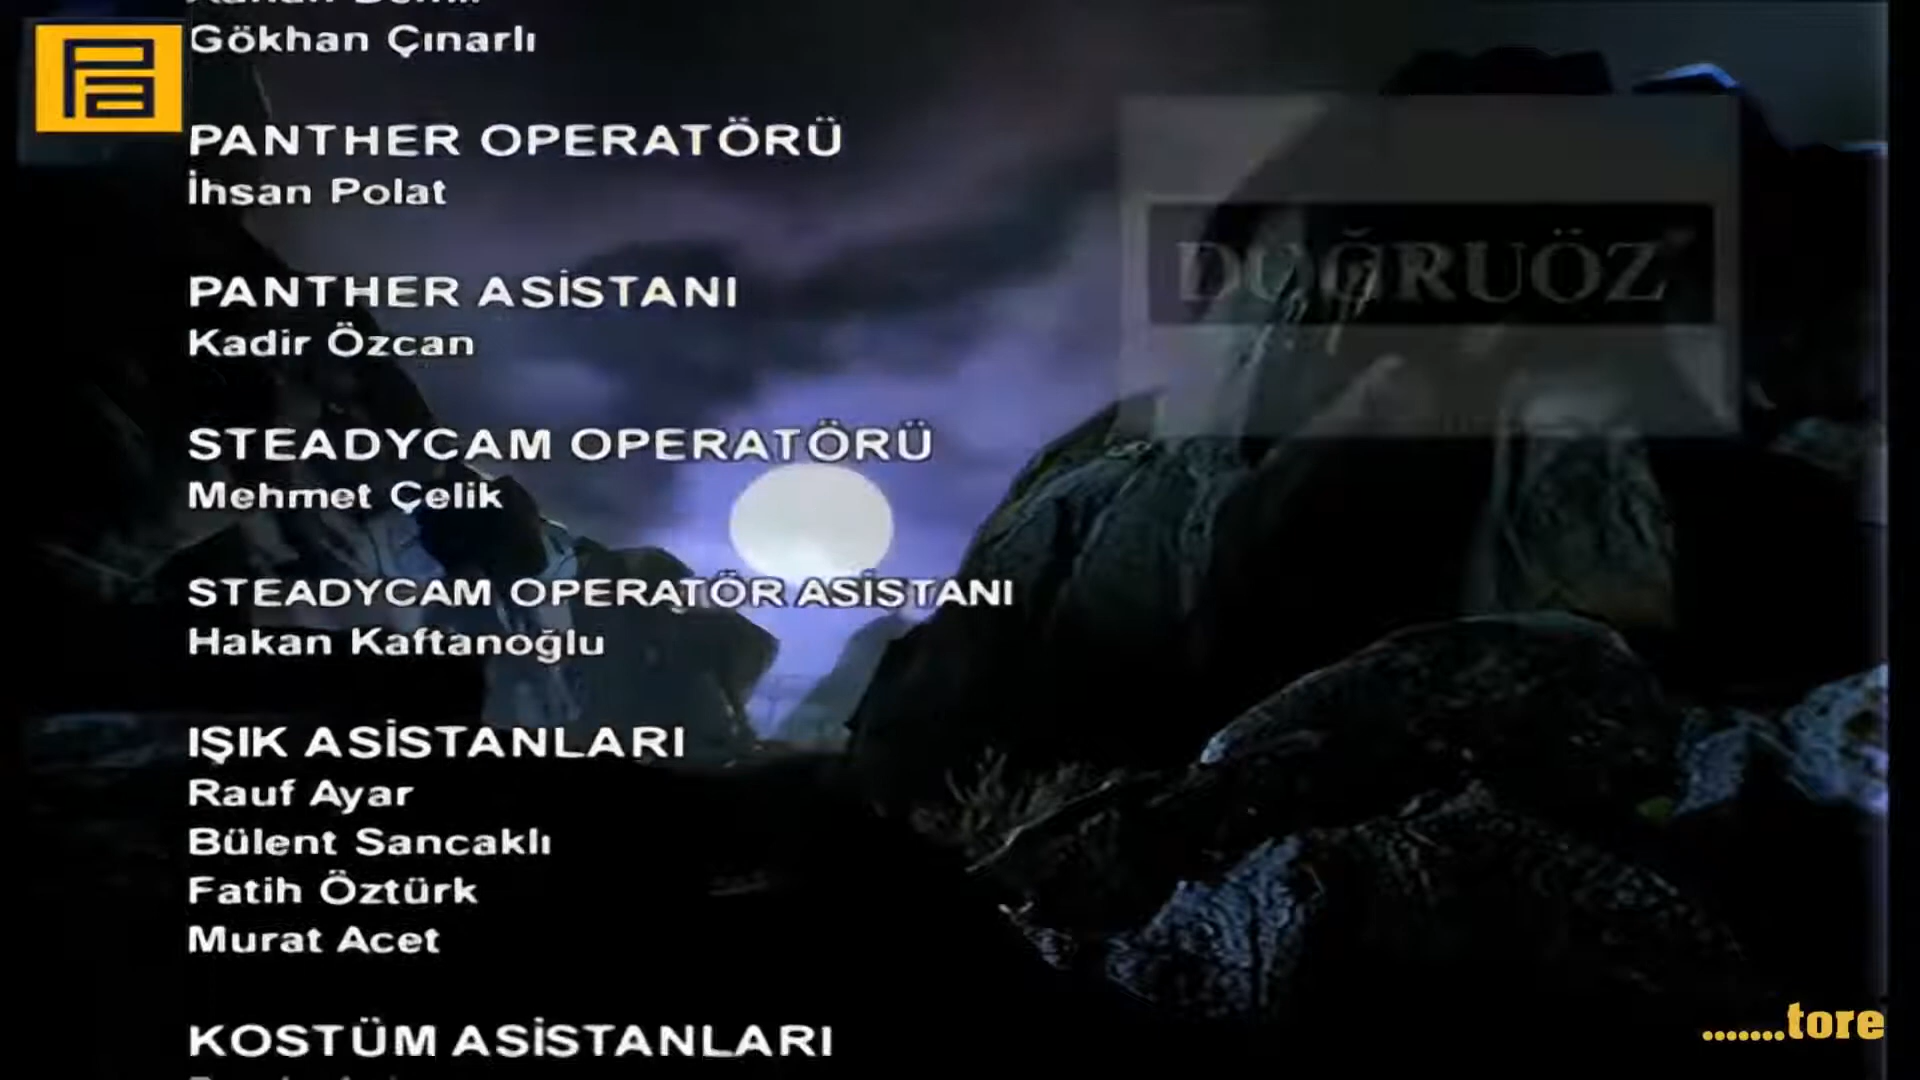 Gökhan Çınarlı
PANTHER OPERATÖRÜ
İhsan Polat
PANTHER ASİSTANI
Kadir Özcan
STEADYCAM OPERATÖRÜ
Mehmet Çelik
STEADYCAM OPERATÖR ASİSTANI
Hakan Kaftanoğlu
IŞIK ASİSTANLARI
Rauf Ayar
Bülent Sancaklı
Fatih Öztürk
Murat Acet
KOSTÜM ASİSTANLARI
DOĞRUÖZ
.......tore